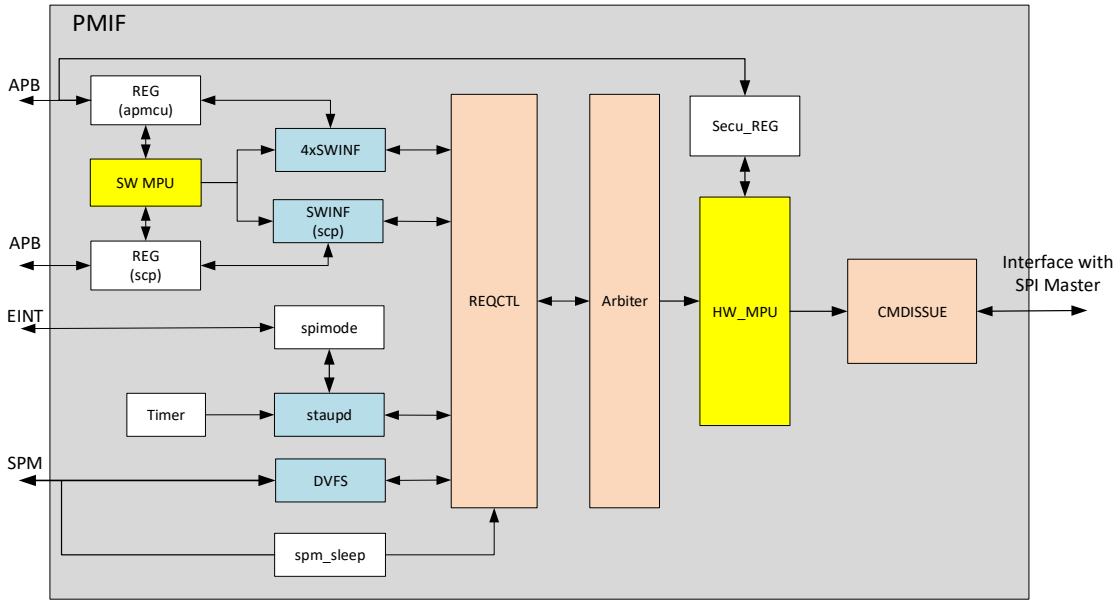 PMIF
APB
REG
(apmcu)
4xSWINF
SW MPU
SWINF
(scp)
APB
REG
(scp)
EINT
spimode
Timer
staupd
SPM
DVFS
spm_sleep
REQCTL
Arbiter
Secu_REG
HW_MPU
CMDISSUE
Interface with
SPI Master